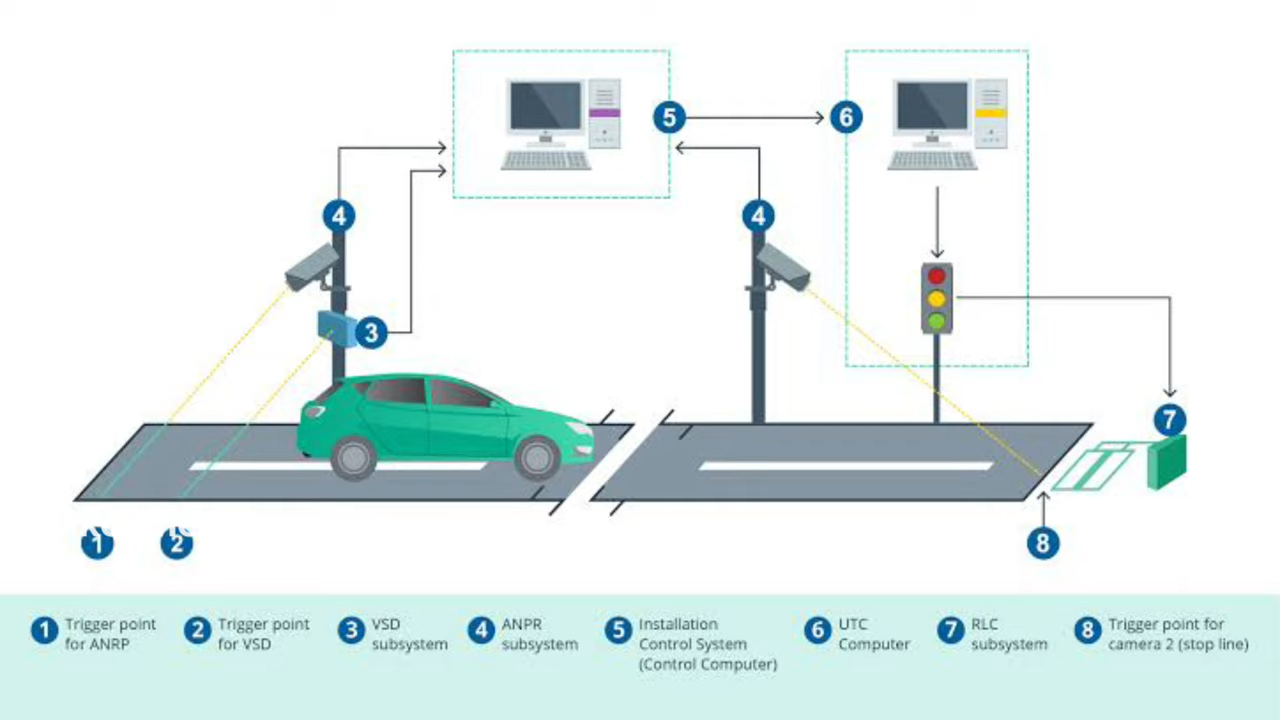 5
6
4
4
3
7
1
2
8
1 Trigger point
for ANRP
2 Trigger point
for VSD
3 VSD
subsystem
4 ANPR
subsystem
5 Installation
Control System
(Control Computer)
6 UTC
Computer
7 RLC
subsystem
8 Trigger point for
camera 2 (stop line)